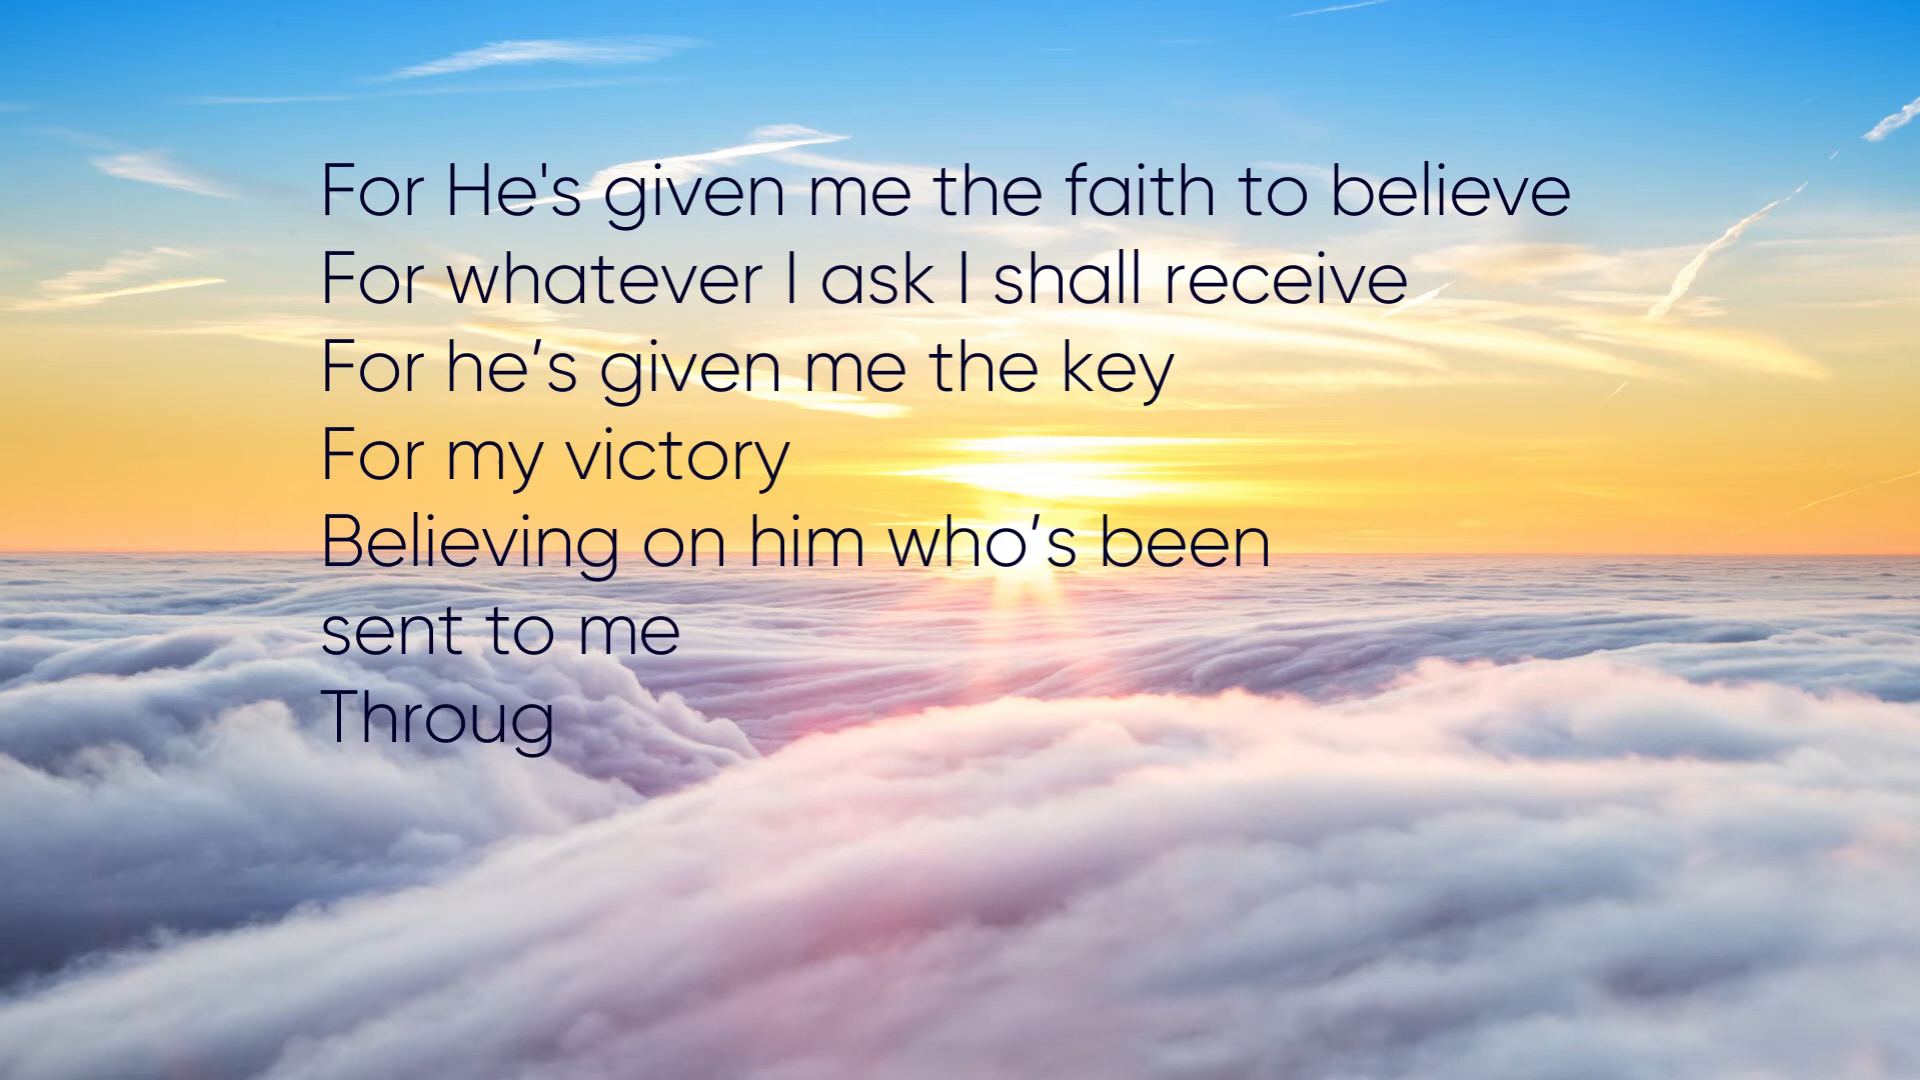 For He's given me the faith to believe
For whatever I ask I shall receive
For he’s given me the key
For my victory
Believing on him who’s been
sent to me
Throug